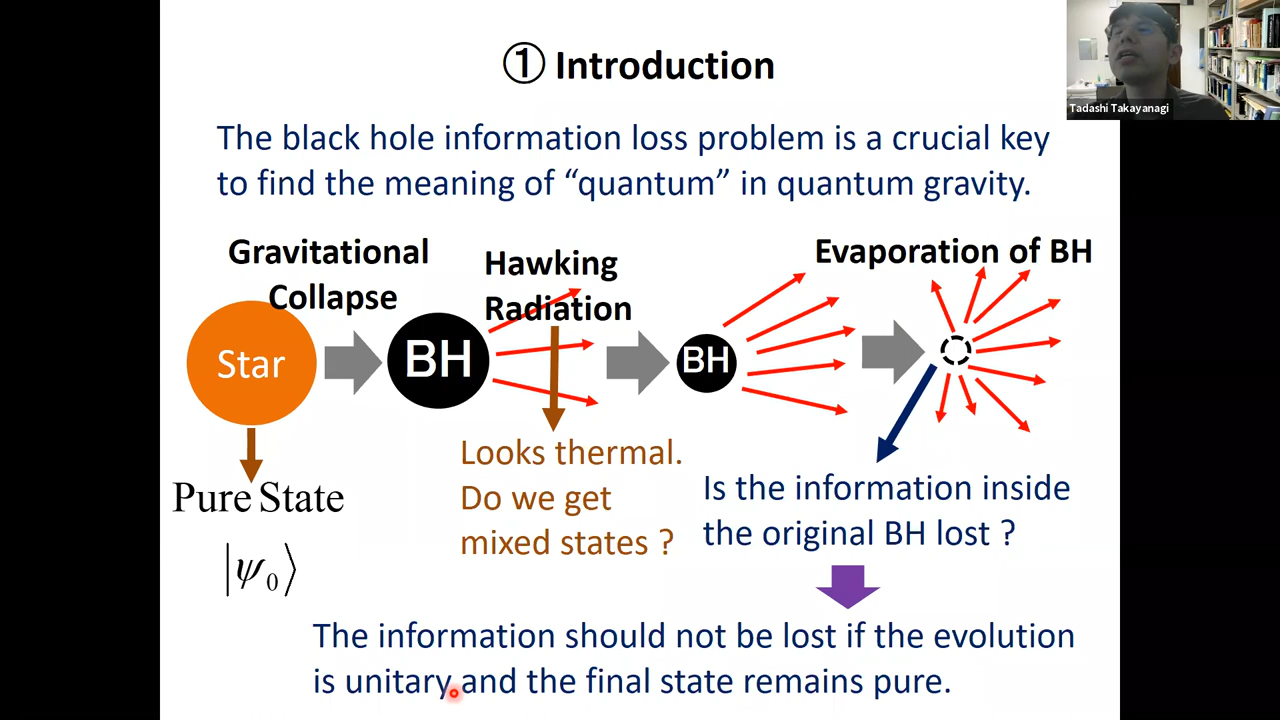 ① Introduction
Tadashi Takayanagi
The black hole information loss problem is a crucial key
to find the meaning of “quantum” in quantum gravity.
Gravitational
Collapse
Hawking
Radiation
Evaporation of BH
Star
BH
BH
Pure State
|ψ₀⟩
Looks thermal.
Do we get
mixed states ?
Is the information inside
the original BH lost ?
The information should not be lost if the evolution
is unitary and the final state remains pure.